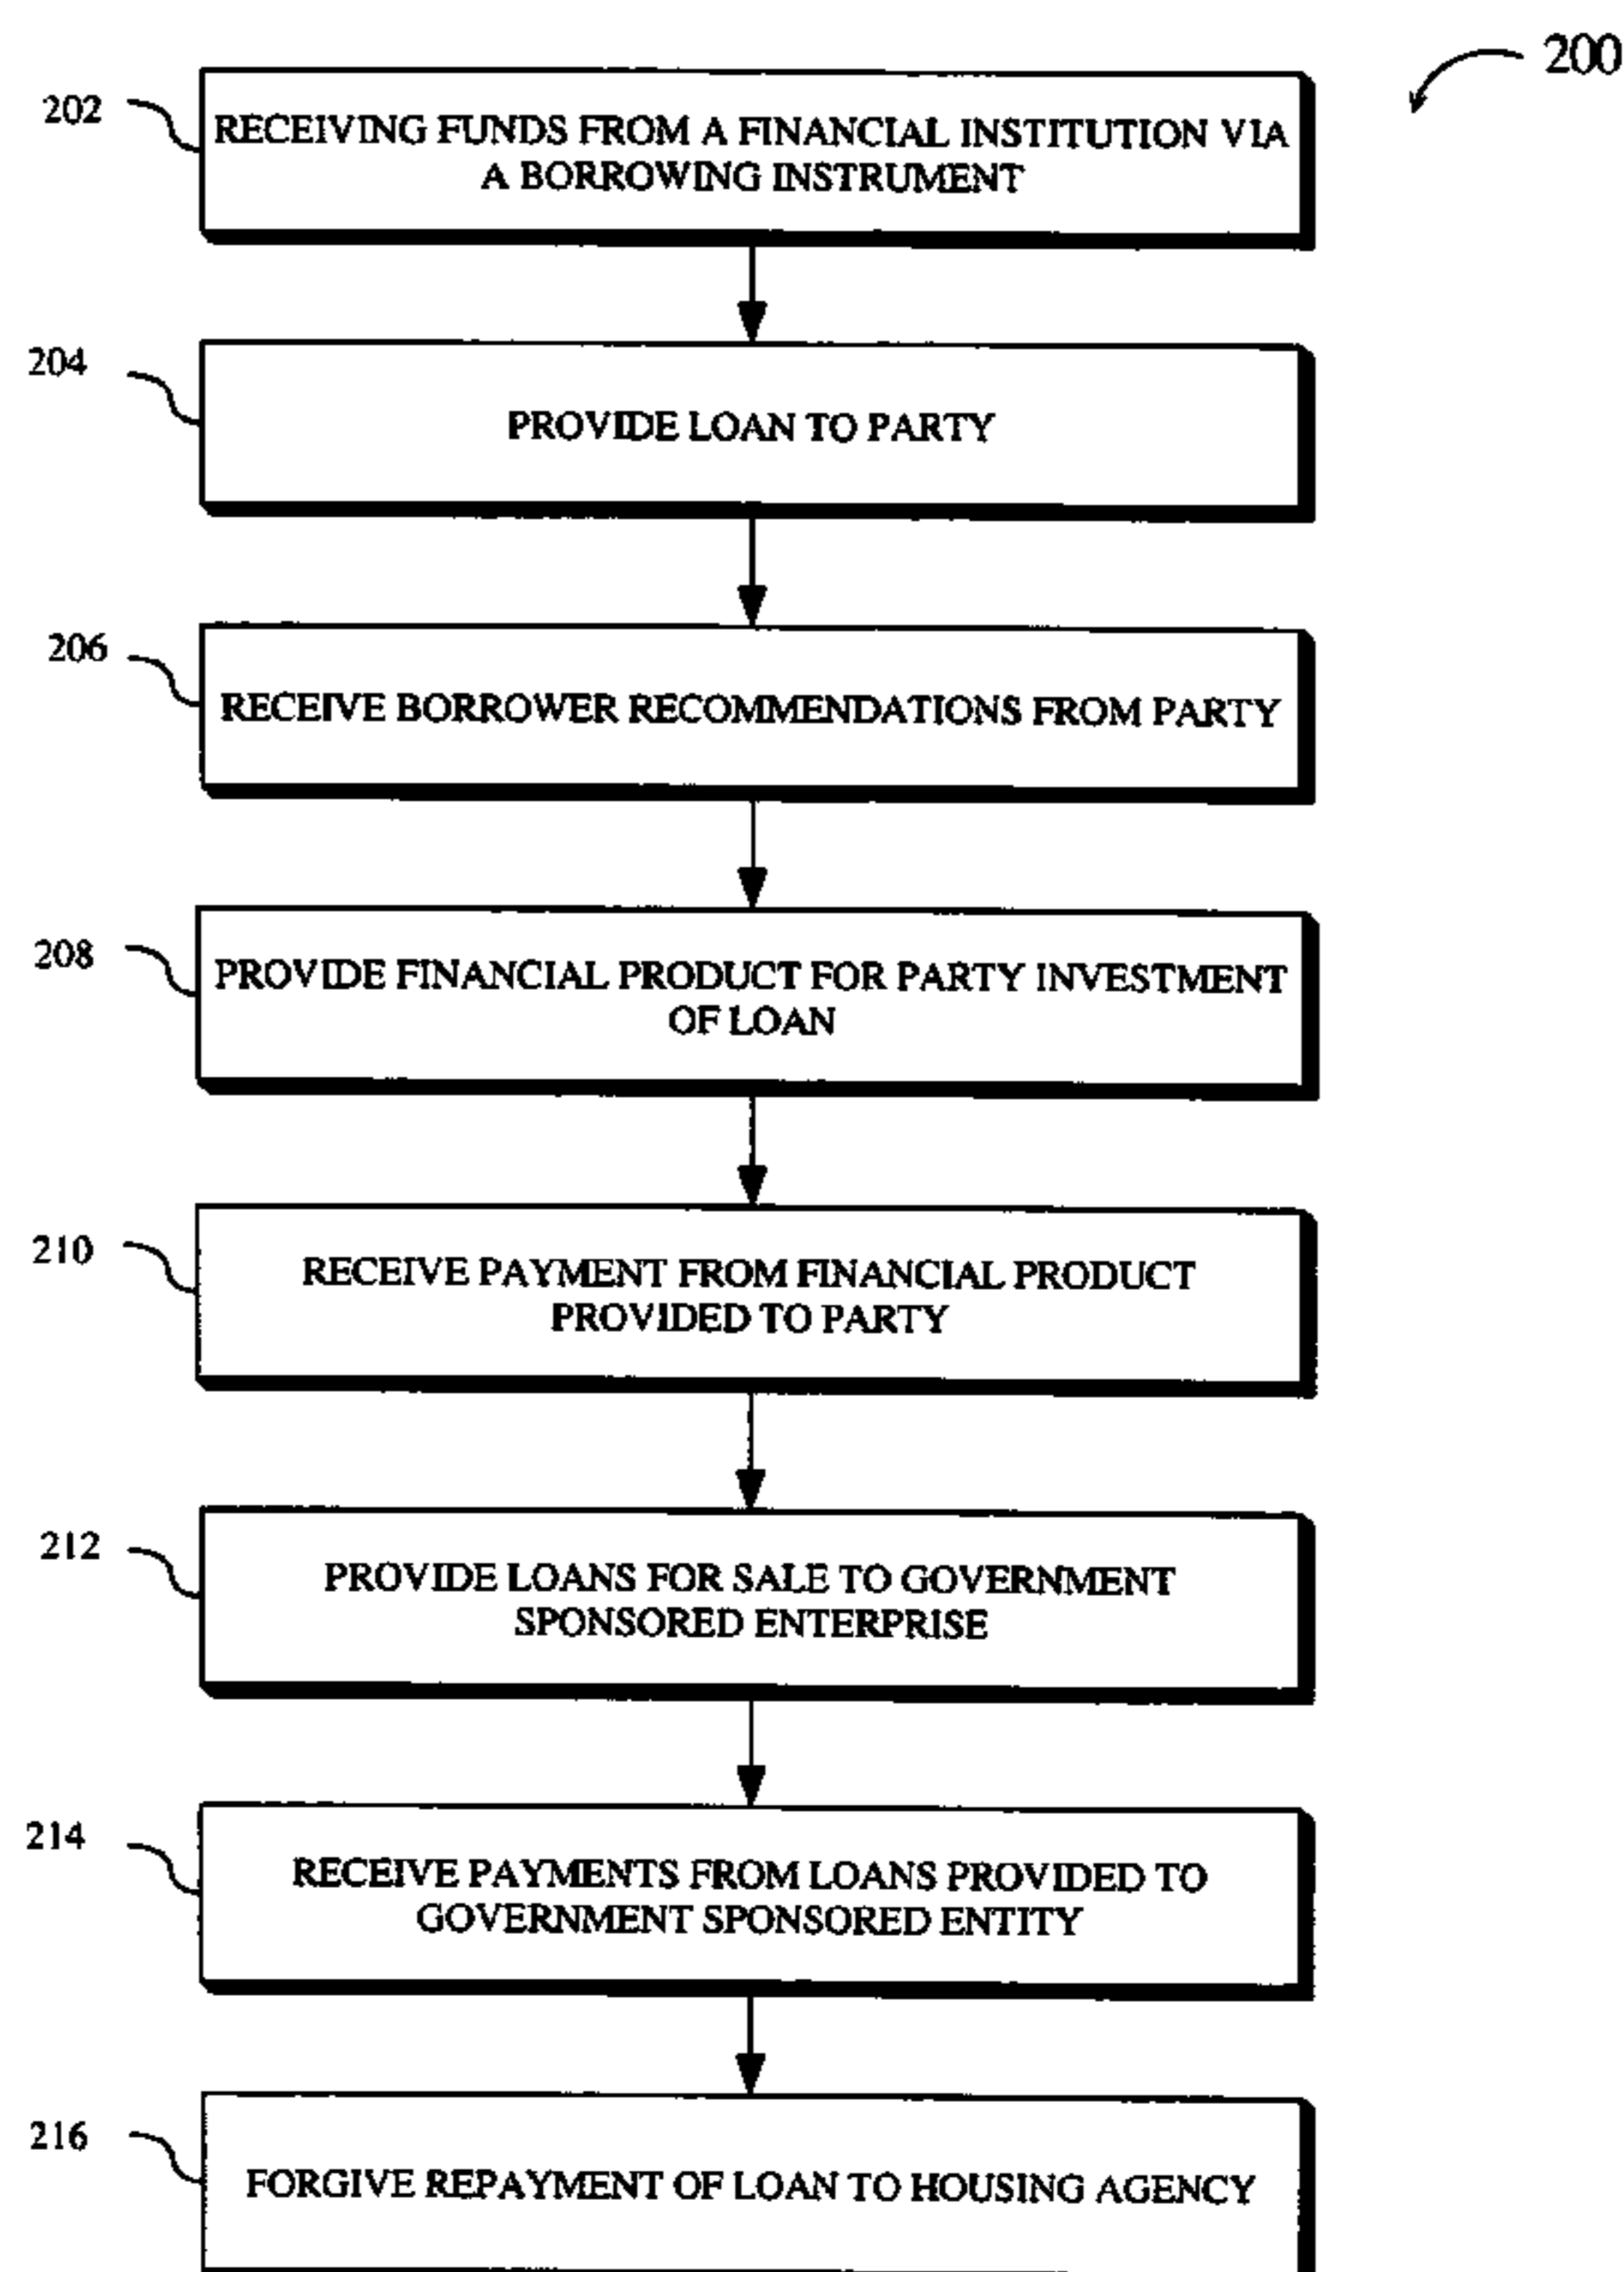 200
202
RECEIVING FUNDS FROM A FINANCIAL INSTITUTION VIA
A BORROWING INSTRUMENT
204
PROVIDE LOAN TO PARTY
206
RECEIVE BORROWER RECOMMENDATIONS FROM PARTY
208
PROVIDE FINANCIAL PRODUCT FOR PARTY INVESTMENT
OF LOAN
210
RECEIVE PAYMENT FROM FINANCIAL PRODUCT
PROVIDED TO PARTY
212
PROVIDE LOANS FOR SALE TO GOVERNMENT
SPONSORED ENTERPRISE
214
RECEIVE PAYMENTS FROM LOANS PROVIDED TO
GOVERNMENT SPONSORED ENTITY
216
FORGIVE REPAYMENT OF LOAN TO HOUSING AGENCY